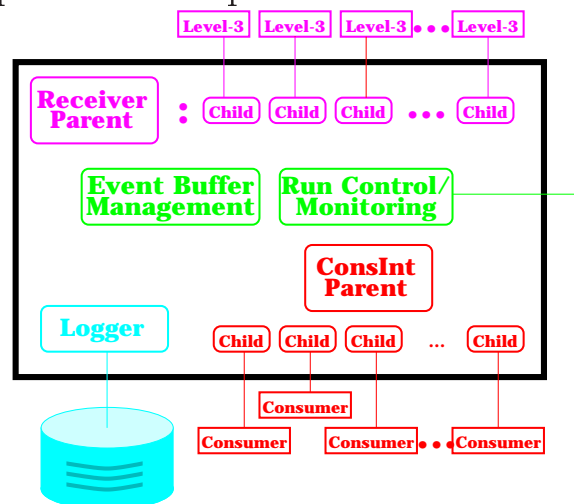 Level-3 Level-3 Level-3 ••• Level-3
Receiver
Parent : Child Child Child ••• Child
Event Buffer
Management
Run Control/
Monitoring
ConsInt
Parent
Logger
Child Child Child ... Child
Consumer
Consumer Consumer ••• Consumer